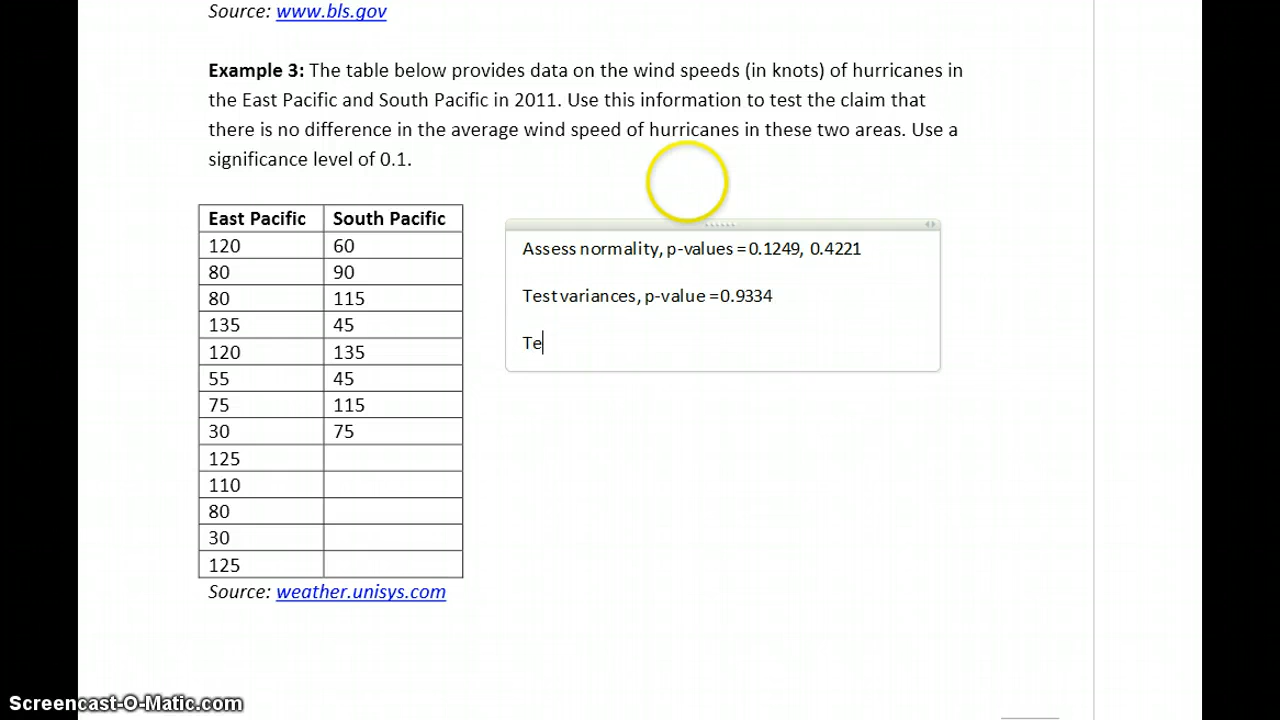 Source: www.bls.gov
Example 3: The table below provides data on the wind speeds (in knots) of hurricanes in
the East Pacific and South Pacific in 2011. Use this information to test the claim that
there is no difference in the average wind speed of hurricanes in these two areas. Use a
significance level of 0.1.
East Pacific South Pacific
120 60
80 90
80 115
135 45
120 135
55 45
75 115
30 75
125
110
80
30
125
Source: weather.unisys.com
Assess normality, p-values = 0.1249, 0.4221
Test variances, p-value =0.9334
Te
Screencast-O-Matic.com